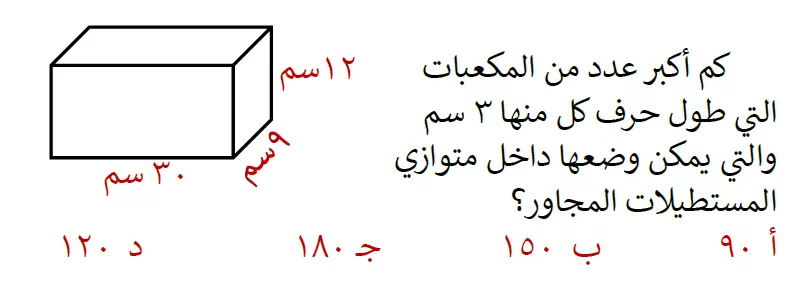 كم أكبر عدد من المكعبات
التي طول حرف كل منها ٣ سم
والتي يمكن وضعها داخل متوازي
المستطيلات المجاور؟
١٢سم
٩سم
٣٠ سم
أ ٩٠ ب ١٥٠ جـ ١٨٠ د ١٢٠